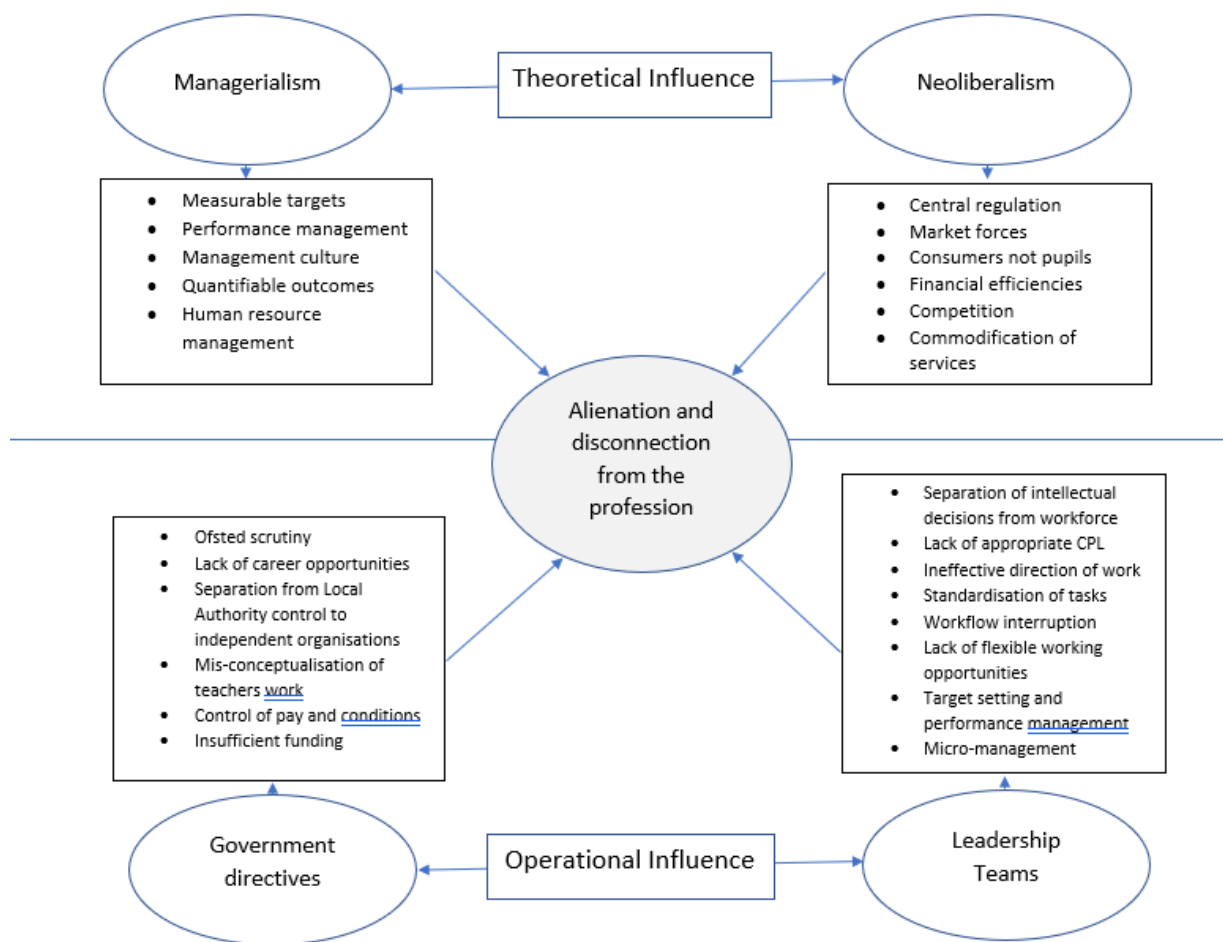 Managerialism
Theoretical Influence
Neoliberalism
• Measurable targets
• Performance management
• Management culture
• Quantifiable outcomes
• Human resource
management
• Central regulation
• Market forces
• Consumers not pupils
• Financial efficiencies
• Competition
• Commodification of
services
Alienation and
disconnection
from the
profession
• Ofsted scrutiny
• Lack of career opportunities
• Separation from Local
Authority control to
independent organisations
• Mis-conceptualisation of
teachers work
• Control of pay and conditions
• Insufficient funding
• Separation of intellectual
decisions from workforce
• Lack of appropriate CPL
• Ineffective direction of work
• Standardisation of tasks
• Workflow interruption
• Lack of flexible working
opportunities
• Target setting and
performance management
• Micro-management
Government
directives
Operational Influence
Leadership
Teams